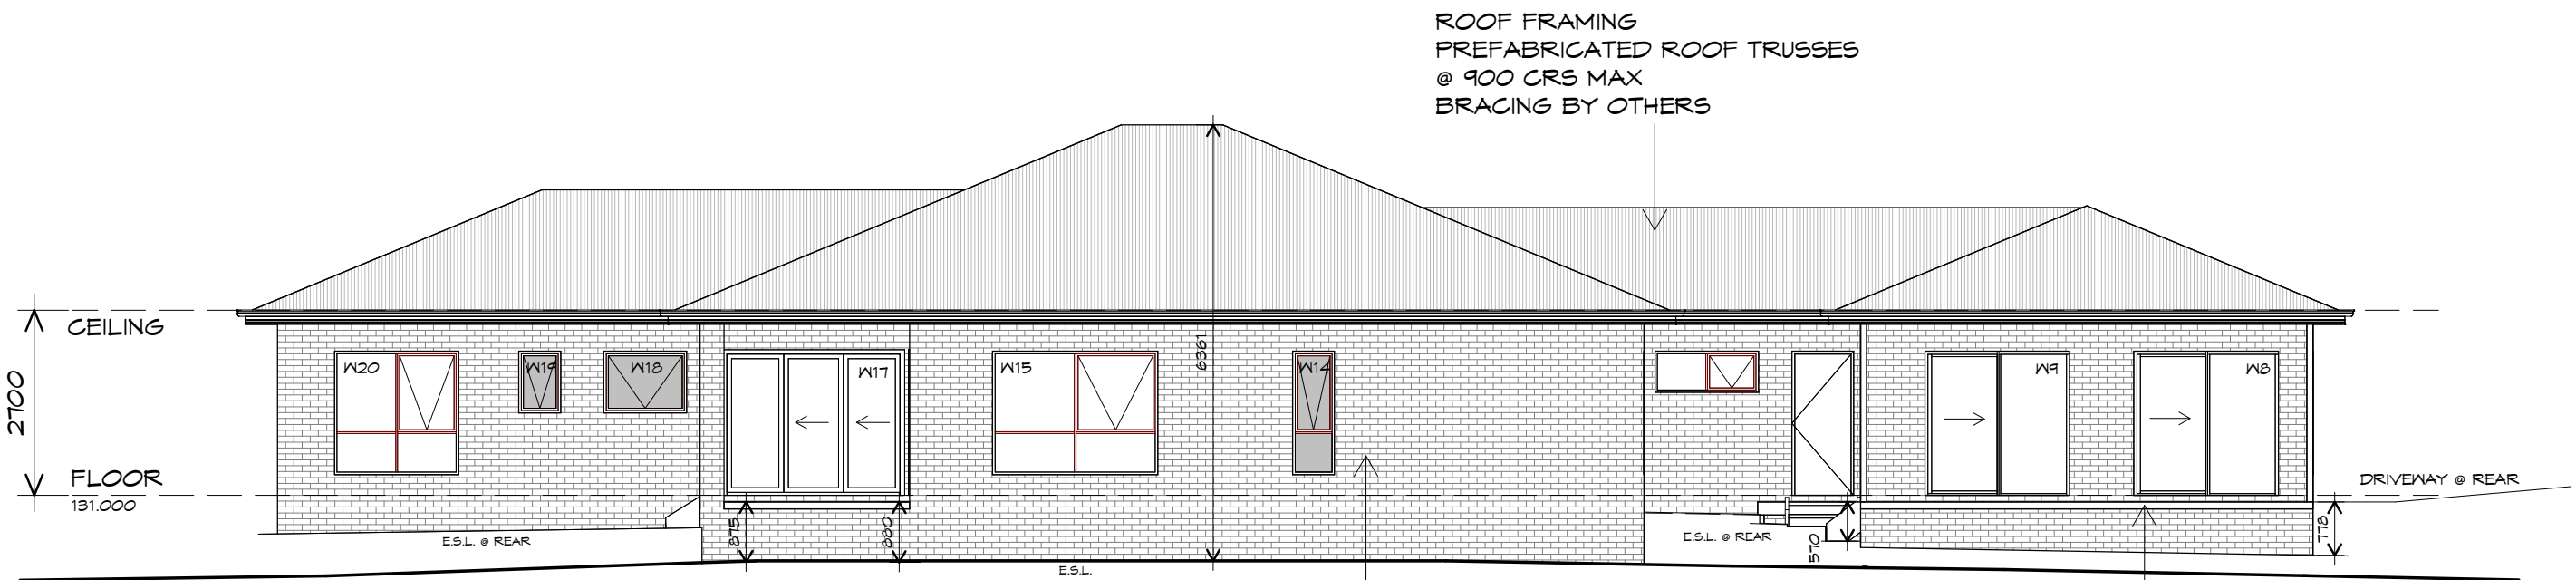 ROOF FRAMING
PREFABRICATED ROOF TRUSSES
@ 900 CRS MAX
BRACING BY OTHERS
CEILING
2700
6361
W20
W19
W18
W17
W15
W14
W9
W8
FLOOR
131.000
DRIVEWAY @ REAR
875
880
E.S.L. @ REAR
E.S.L. @ REAR
570
778
E.S.L.